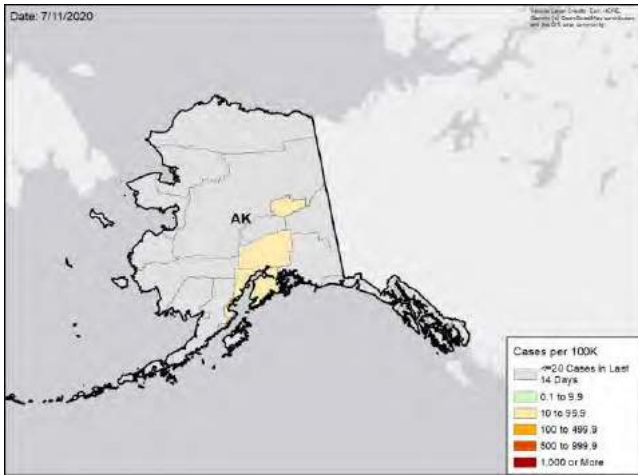 Date: 7/11/2020
AK
Cases per 100K
<=20 Cases in Last
14 Days
0.1 to 9.9
10 to 99.9
100 to 499.9
500 to 999.9
1,000 or More